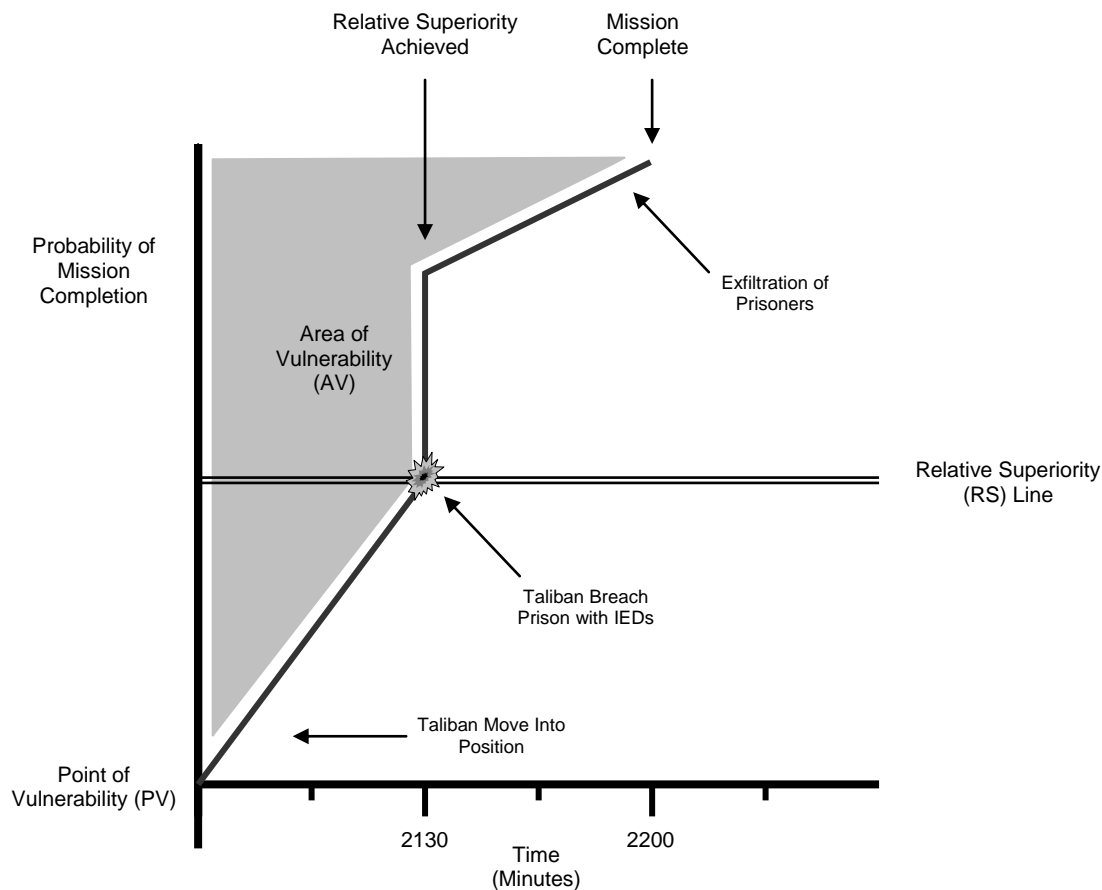 Relative Superiority
Achieved
Mission
Complete
Probability of
Mission
Completion
Exfiltration of
Prisoners
Area of
Vulnerability
(AV)
Relative Superiority
(RS) Line
Taliban Breach
Prison with IEDs
Taliban Move Into
Position
Point of
Vulnerability (PV)
2130
2200
Time
(Minutes)